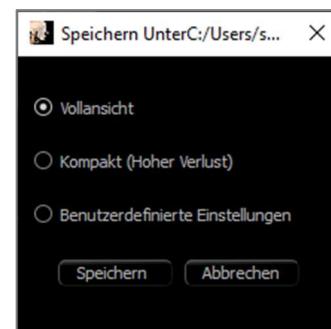 Speichern UnterC:/Users/s...
Vollansicht
Kompakt (Hoher Verlust)
Benutzerdefinierte Einstellungen
Speichern Abbrechen